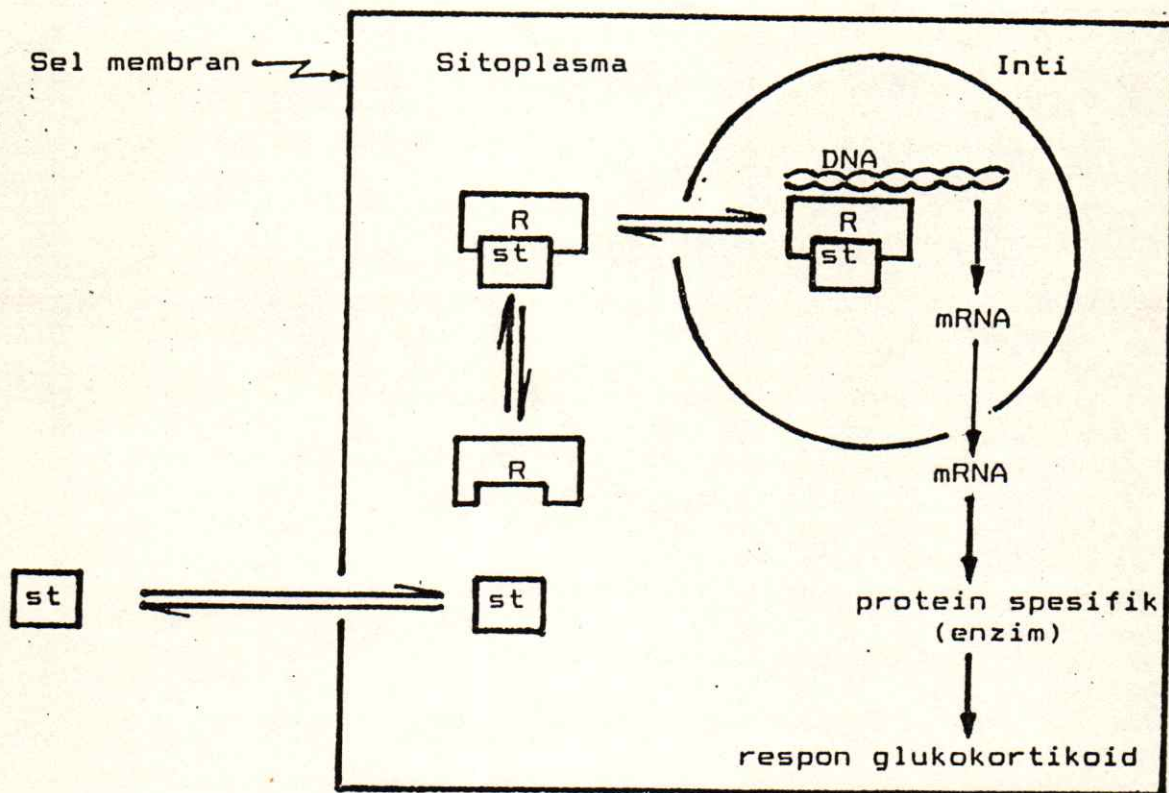 Sel membran
Sitoplasma
Inti
DNA
R
st
R
st
mRNA
R
mRNA
st
st
protein spesifik
(enzim)
respon glukokortikoid